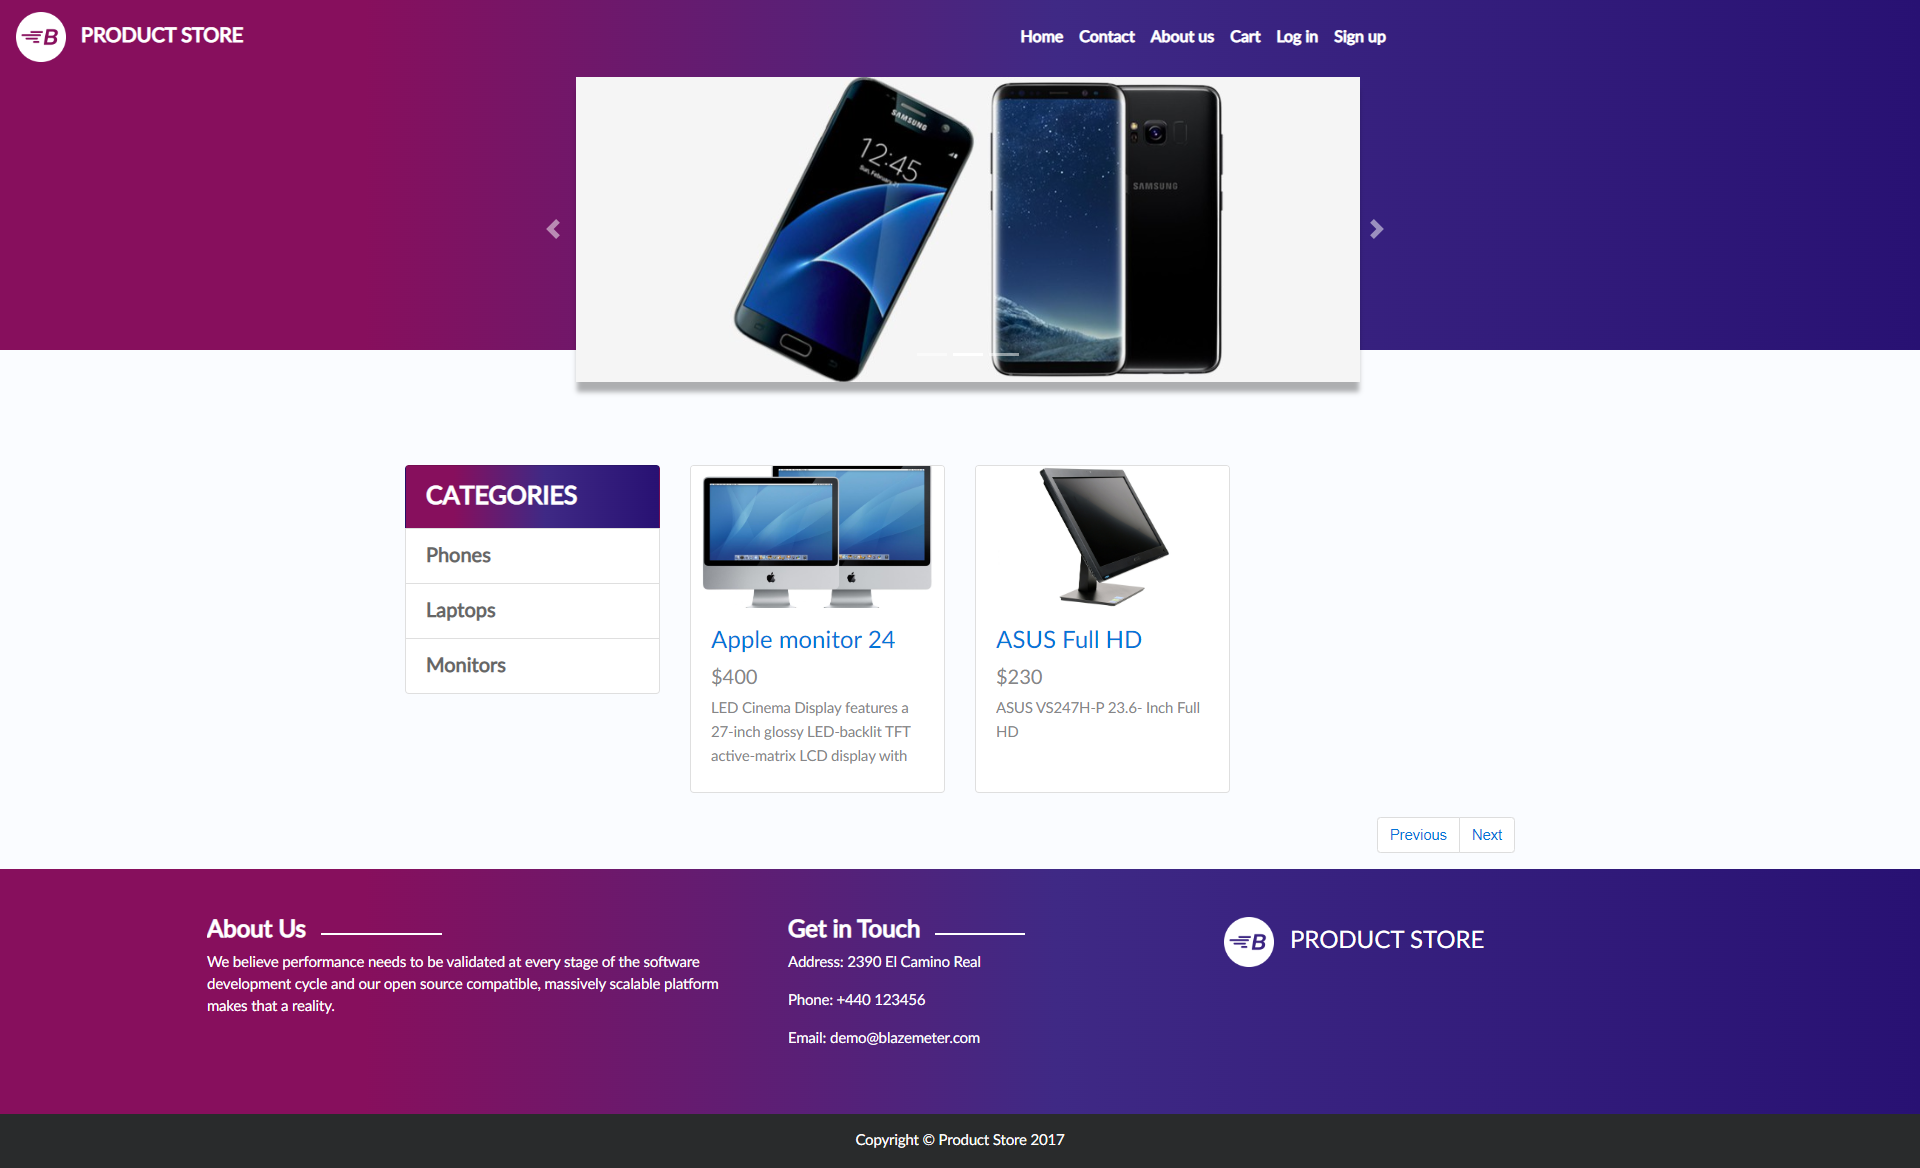 B PRODUCT STORE
Home Contact About us Cart Log in Sign up
SAMSUNG
12:45
SAMSUNG
CATEGORIES
Phones
Laptops
Monitors
Apple monitor 24
$400
LED Cinema Display features a
27-inch glossy LED-backlit TFT
active-matrix LCD display with
ASUS Full HD
$230
ASUS VS247H-P 23.6- Inch Full
HD
Previous Next
About Us
We believe performance needs to be validated at every stage of the software
development cycle and our open source compatible, massively scalable platform
makes that a reality.
Get in Touch
Address: 2390 El Camino Real
Phone: +440 123456
Email: demo@blazemeter.com
B PRODUCT STORE
Copyright © Product Store 2017